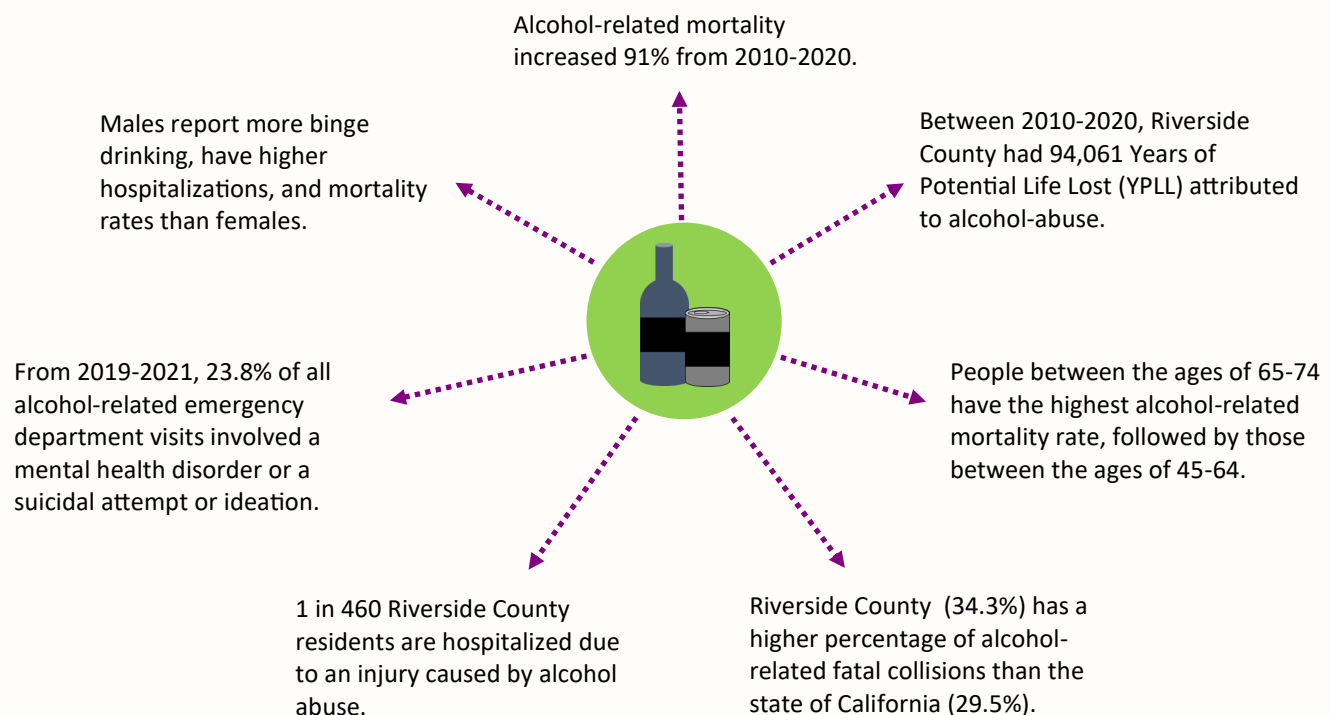 Alcohol-related mortality
increased 91% from 2010-2020.
Males report more binge
drinking, have higher
hospitalizations, and mortality
rates than females.
Between 2010-2020, Riverside
County had 94,061 Years of
Potential Life Lost (YPLL) attributed
to alcohol-abuse.
From 2019-2021, 23.8% of all
alcohol-related emergency
department visits involved a
mental health disorder or a
suicidal attempt or ideation.
People between the ages of 65-74
have the highest alcohol-related
mortality rate, followed by those
between the ages of 45-64.
1 in 460 Riverside County
residents are hospitalized due
to an injury caused by alcohol
abuse.
Riverside County  (34.3%) has a
higher percentage of alcohol-
related fatal collisions than the
state of California (29.5%).